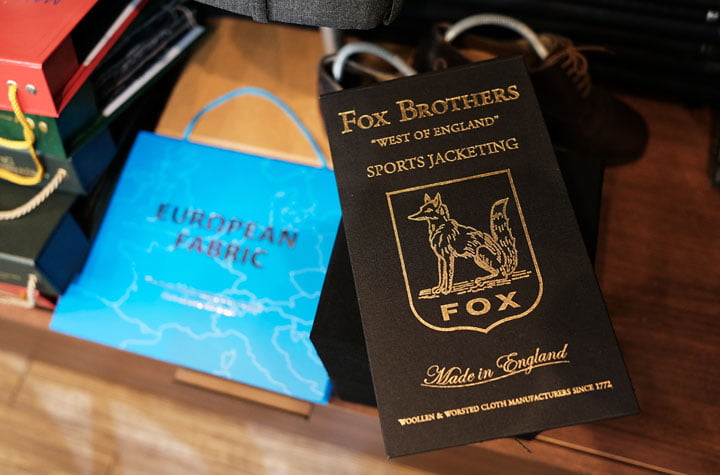 FOX BROTHERS
"WEST OF ENGLAND"
SPORTS JACKETING
FOX
Made in England
WOOLLEN & WORSTED CLOTH MANUFACTURERS SINCE 1772
EUROPEAN
FABRIC